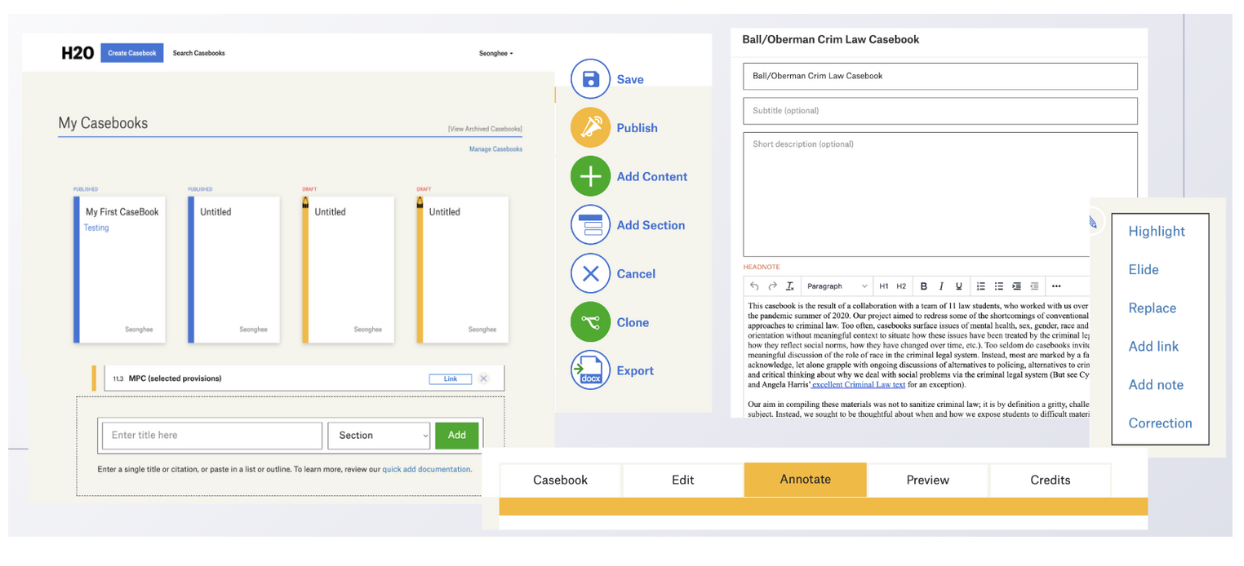 H2O Create Casebook Search Casebooks Seonghee
My Casebooks
[View Archived Casebooks]
Manage Casebooks
PUBLISHED PUBLISHED DRAFT DRAFT
My First CaseBook Untitled Untitled Untitled
Testing
Seonghee Seonghee Seonghee Seonghee
11.3 MPC (selected provisions) Link
Enter title here Section Add
Enter a single title or citation, or paste in a list or outline. To learn more, review our quick add documentation.
Save
Publish
Add Content
Add Section
Cancel
Clone
docx Export
Ball/Oberman Crim Law Casebook
Ball/Oberman Crim Law Casebook
Subtitle (optional)
Short description (optional)
HEADNOTE
Paragraph H1 H2 B I U
This casebook is the result of a collaboration with a team of 11 law students, who worked with us over
the pandemic summer of 2020. Our project aimed to redress some of the shortcomings of conventional
approaches to criminal law. Too often, casebooks surface issues of mental health, sex, gender, race and
orientation without meaningful context to situate how these issues have been treated by the criminal leg
how they reflect social norms, how they have changed over time, etc.). Too seldom do casebooks invite
meaningful discussion of the role of race in the criminal legal system. Instead, most are marked by a fa
acknowledge, let alone grapple with ongoing discussions of alternatives to policing, alternatives to crin
and critical thinking about why we deal with social problems via the criminal legal system (But see Cy
and Angela Harris' excellent Criminal Law text for an exception).
Our aim in compiling these materials was not to sanitize criminal law; it is by definition a gritty, challe
subject. Instead, we sought to be thoughtful about when and how we expose students to difficult materi
Highlight
Elide
Replace
Add link
Add note
Correction
Casebook Edit Annotate Preview Credits